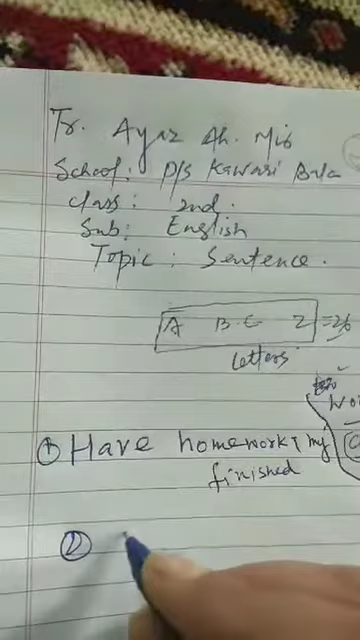 Tr. Ayaz Ah. Mir
School: P/S Kawari Bala
Class: 2nd.
Sub: English
Topic: Sentence.
A B.C Z = 26
Letters
① Have homework I my
finished
②